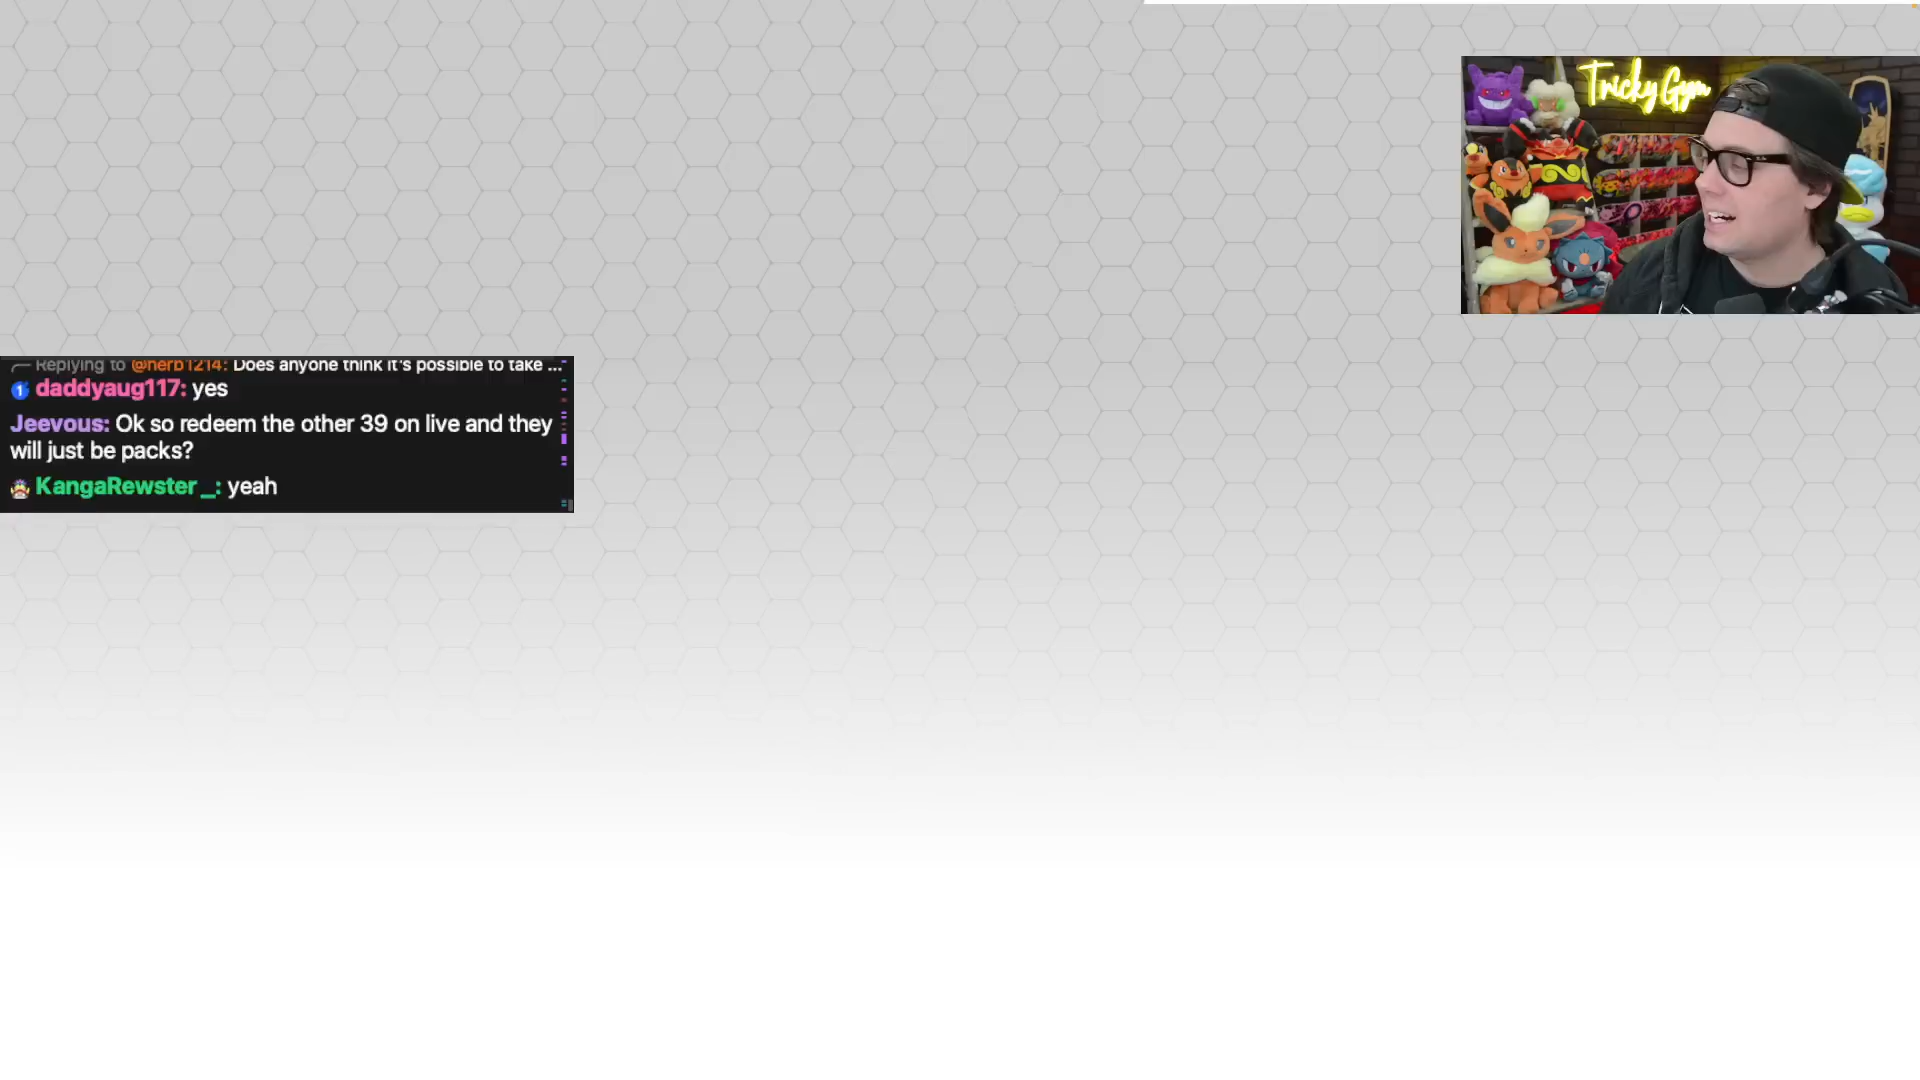 Tricky Gym
Replying to @nerb1214: Does anyone think it's possible to take ...
daddyaug117: yes
Jeevous: Ok so redeem the other 39 on live and they
will just be packs?
KangaRewster_: yeah